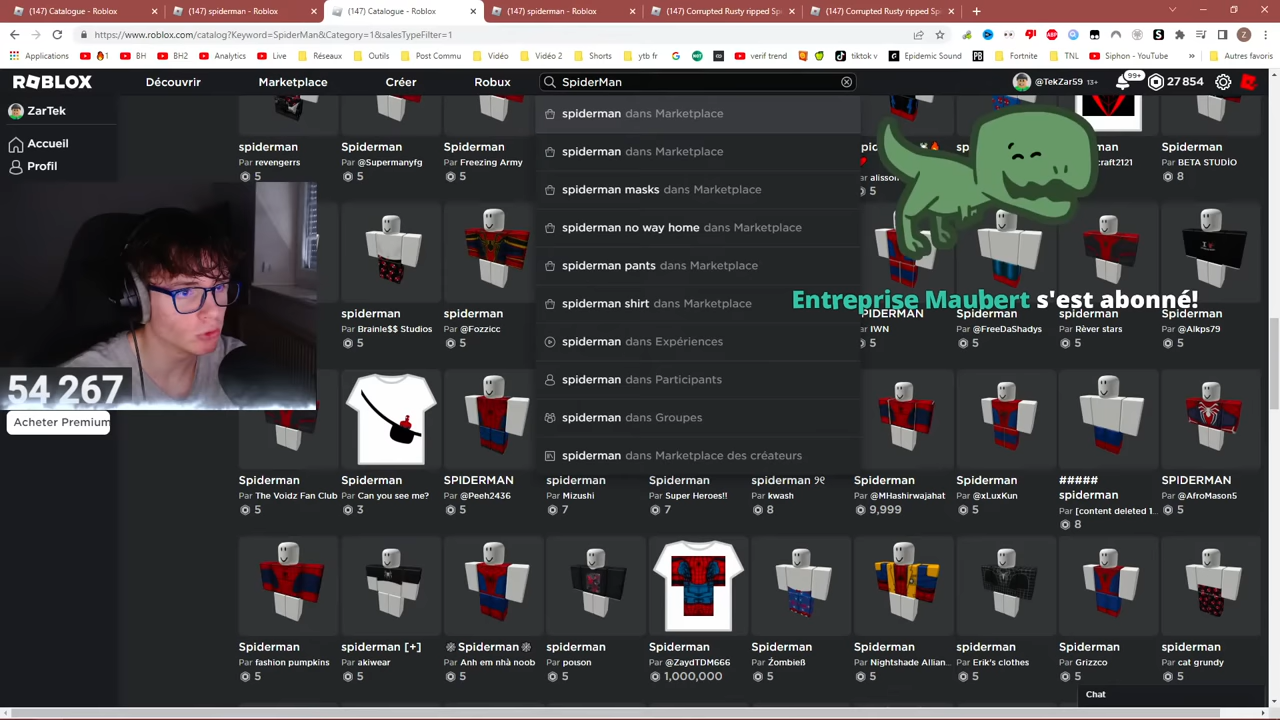 (147) Catalogue - Roblox
(147) spiderman - Roblox
(147) Catalogue - Roblox
(147) spiderman - Roblox
(147) Corrupted Rusty ripped Sp
(147) Corrupted Rusty ripped Sp
https://www.roblox.com/catalog?Keyword=SpiderMan&Category=1&salesTypeFilter=1
Applications
1
BH
BH2
Analytic
YouTube
Live
Réseaux
Post Commu
Vidéo
Vidéo 2
Shorts
ytb fr
verif trend
tiktok v
Epidemic Sound
Fortnite
TNL
Siphon - YouTube
Autres favoris
ROBLOX
Découvrir
Marketplace
Créer
Robux
SpiderMan
@TekZar59 13+
99+
27 854
ZarTek
Accueil
Profil
spiderman dans Marketplace
spiderman dans Marketplace
spiderman masks dans Marketplace
spiderman no way home dans Marketplace
spiderman pants dans Marketplace
spiderman shirt dans Marketplace
spiderman dans Expériences
spiderman dans Participants
spiderman dans Groupes
spiderman dans Marketplace des créateurs
spiderman
Par revengerrs
5
Spiderman
Par @Supermanyfg
5
Spiderman
Par Freezing Army
5
5
Spiderman
Par BETA STUDIO
8
Entreprise Maubert s'est abonné!
spiderman
Par Brainle$$ Studios
5
spiderman
Par @Fozzicc
5
SPIDERMAN
Par IWN
5
spiderman
Par @FreeDaShadys
5
spiderman
Par Rêver stars
5
spiderman
Par @Alkps79
5
54 267
Acheter Premium
Spiderman
Par The Voidz Fan Club
5
Spiderman
Par Can you see me?
3
SPIDERMAN
Par @Peeh2436
5
Spiderman
Par Mizushi
7
Spiderman
Par Super Heroes!!
7
spiderman ୨୧
Par kwash
8
Spiderman
Par @MHashirwajahat
9,999
spiderman
Par @xLuxKun
5
#####
spiderman
Par [content deleted 1...
8
SPIDERMAN
Par @AfroMason5
5
Spiderman
Par fashion pumpkins
5
spiderman [+]
Par akiwear
5
🕸Spiderman🕸
Par Anh em nhà noob
5
spiderman
Par poison
5
Spiderman
Par @ZaydTDM666
1,000,000
Spiderman
Par Żombieß
5
Spiderman
Par Nightshade Allian...
5
spiderman
Par Erik's clothes
5
Spiderman
Par Grizzco
5
spiderman
Par cat grundy
5
Chat